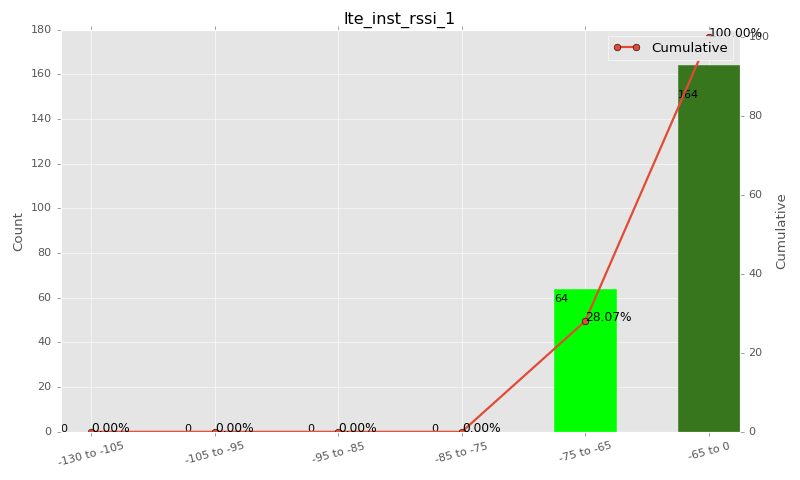 lte_inst_rssi_1
180
160
140
120
100
80
60
40
20
0
Count
100
80
60
40
20
0
Cumulative
Cumulative
0
0
0
0
64
164
0.00%
0.00%
0.00%
0.00%
28.07%
100.00%
-130 to -105
-105 to -95
-95 to -85
-85 to -75
-75 to -65
-65 to 0